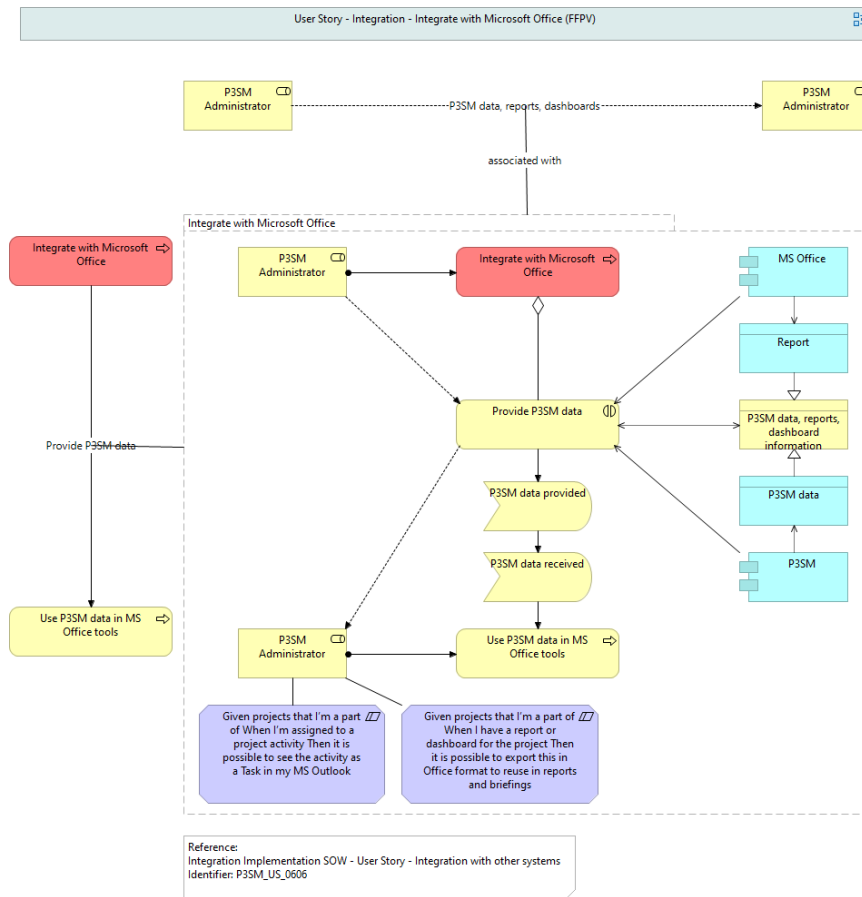 User Story - Integration - Integrate with Microsoft Office (FFPV)
P3SM
Administrator
P3SM data, reports, dashboards
P3SM
Administrator
associated with
Integrate with Microsoft Office
Integrate with Microsoft
Office
P3SM
Administrator
Integrate with Microsoft
Office
MS Office
Report
Provide P3SM data
P3SM data, reports,
dashboard
information
Provide P3SM data
P3SM data provided
P3SM data
P3SM data received
P3SM
Use P3SM data in MS
Office tools
P3SM
Administrator
Use P3SM data in MS
Office tools
Given projects that I'm a part
of When I'm assigned to a
project activity Then it is
possible to see the activity as
a Task in my MS Outlook
Given projects that I'm a part of
When I have a report or
dashboard for the project Then
it is possible to export this in
Office format to reuse in reports
and briefings
Reference:
Integration Implementation SOW - User Story - Integration with other systems
Identifier: P3SM_US_0606